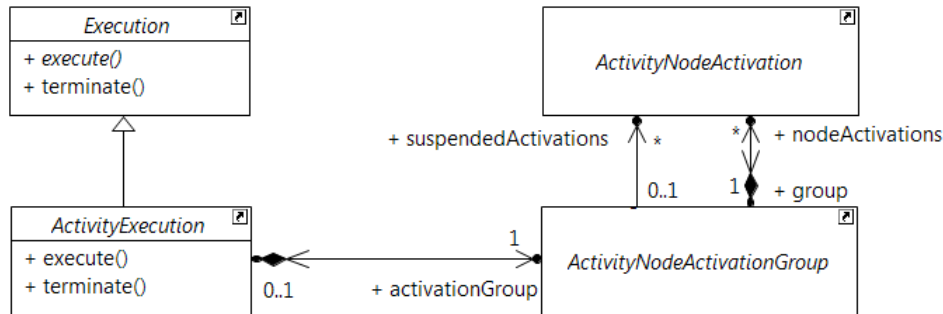 Execution
+ execute()
+ terminate()
ActivityNodeActivation
+ suspendedActivations
*
*
+ nodeActivations
0..1
1
+ group
ActivityExecution
+ execute()
+ terminate()
0..1
1
+ activationGroup
ActivityNodeActivationGroup